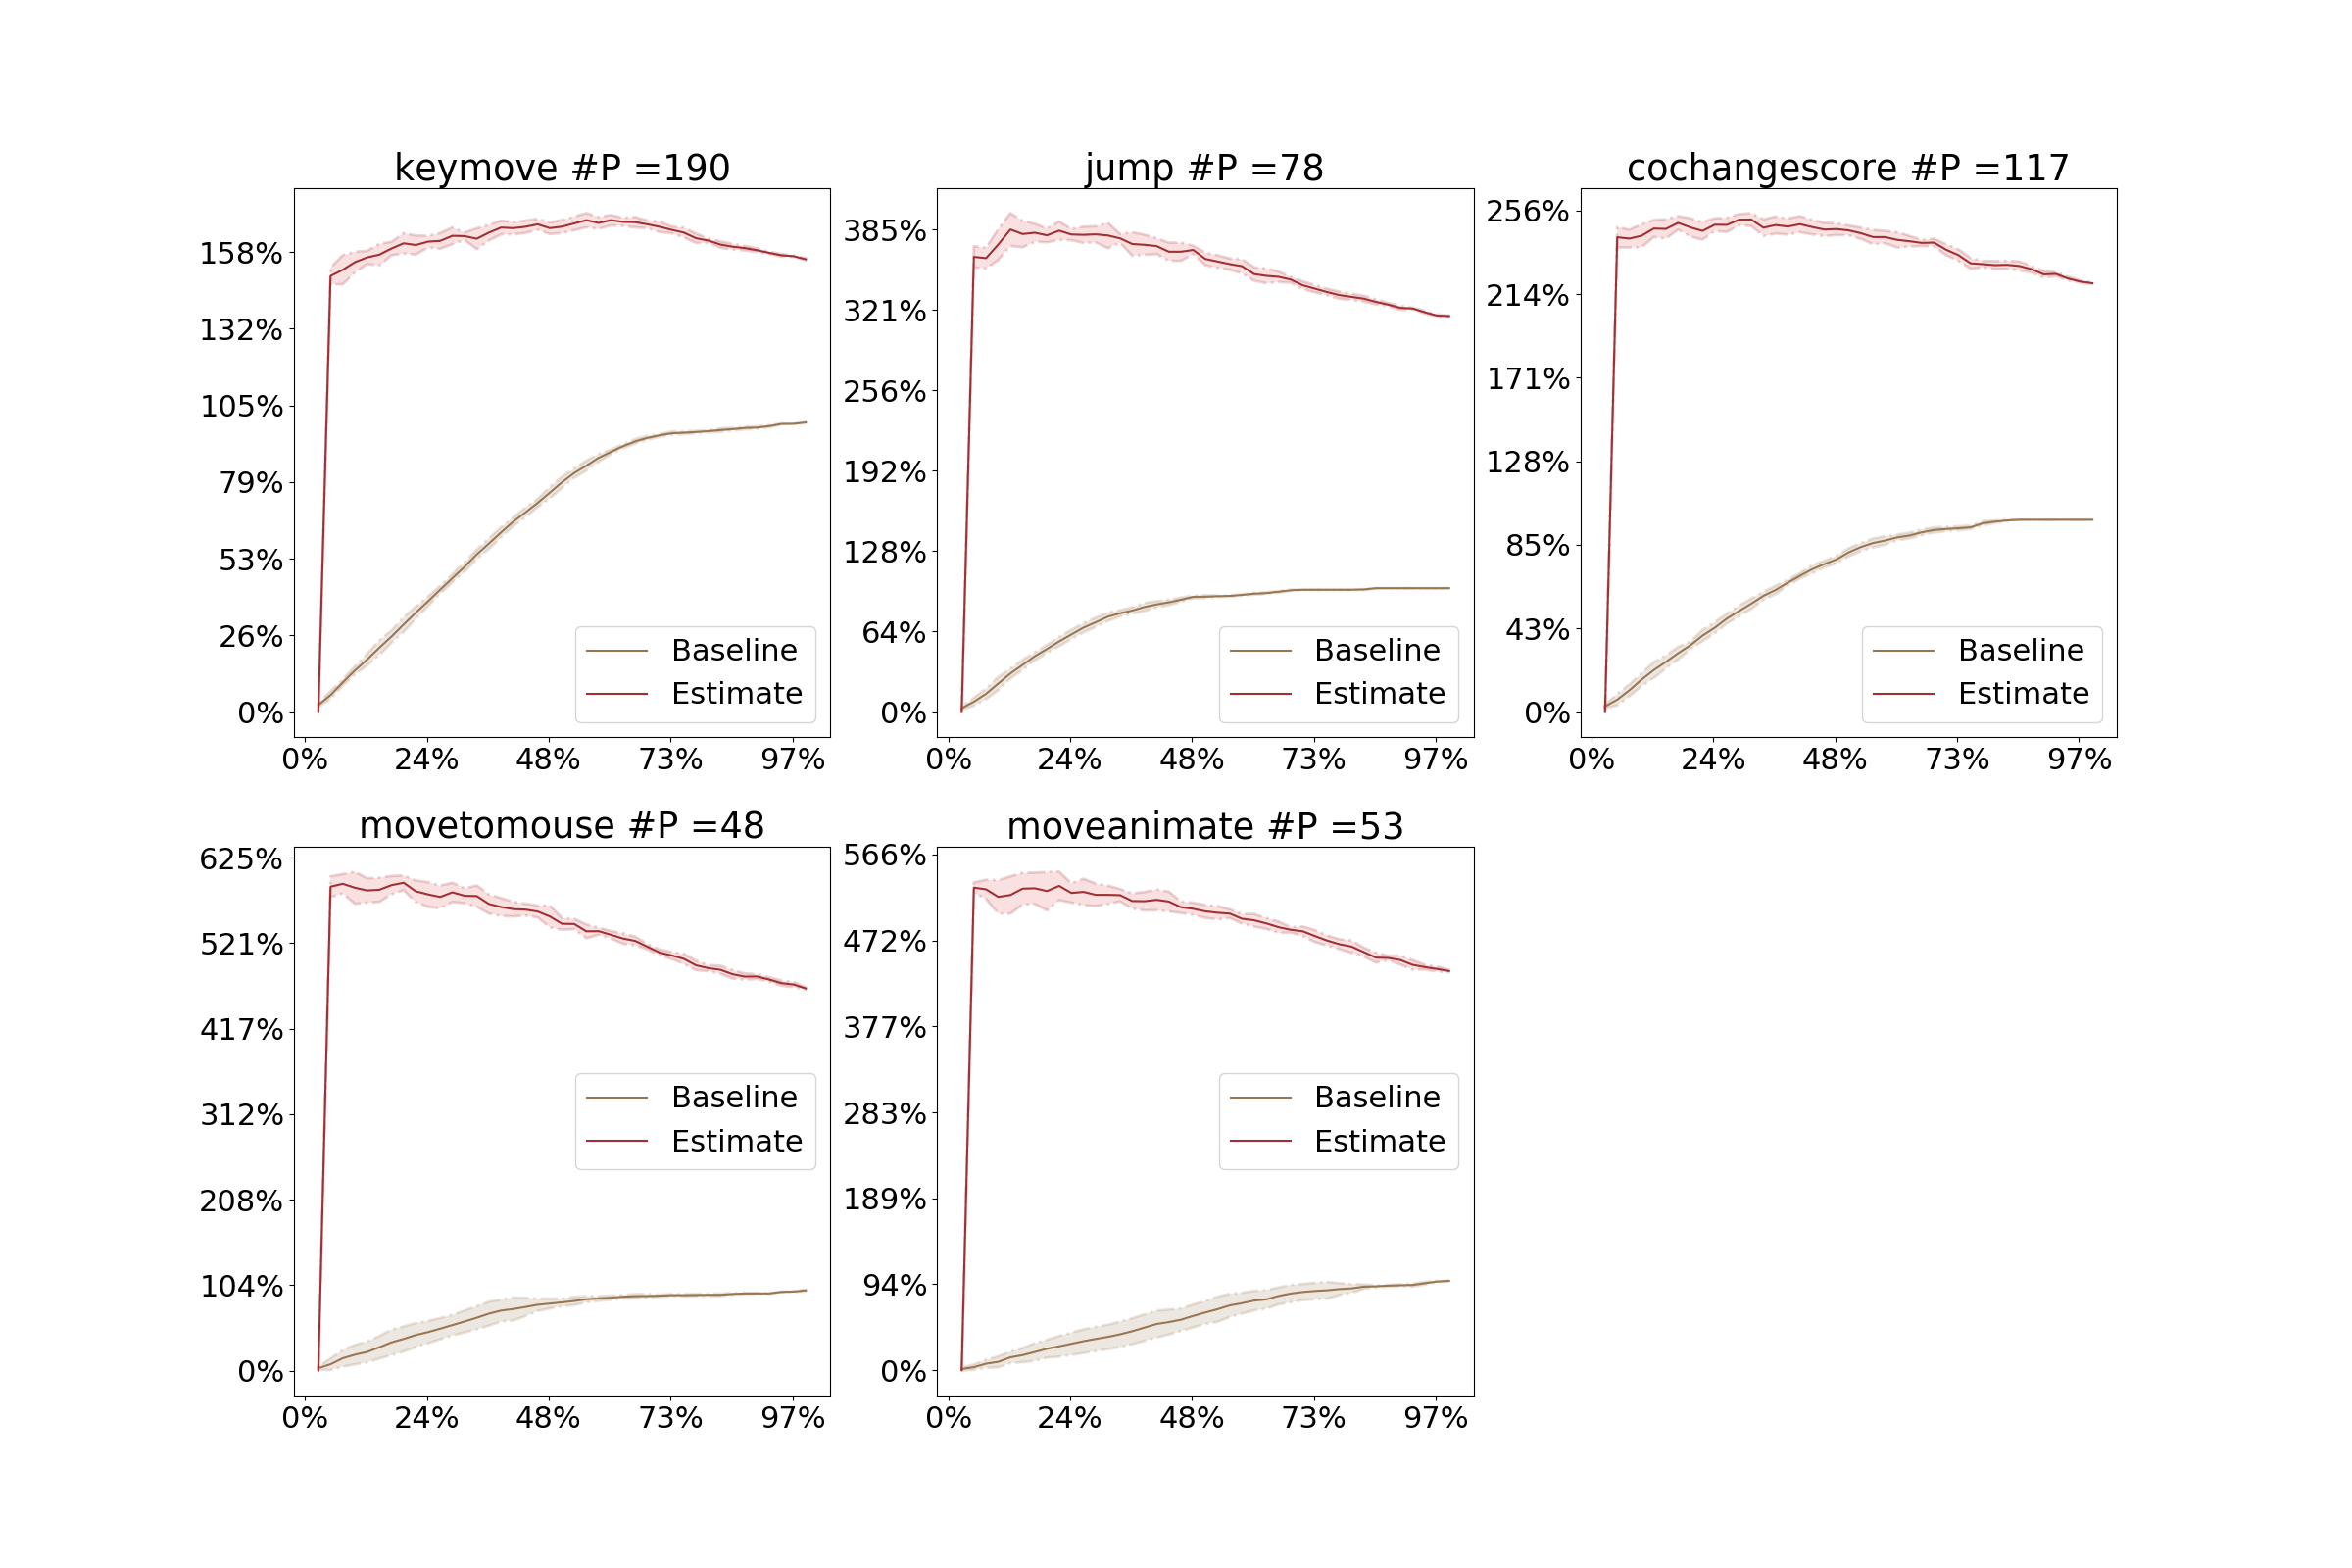 keymove #P =190
158%
132%
105%
79%
53%
26%
0%
0% 24% 48% 73% 97%
Baseline
Estimate
jump #P =78
385%
321%
256%
192%
128%
64%
0%
0% 24% 48% 73% 97%
Baseline
Estimate
cochangescore #P =117
256%
214%
171%
128%
85%
43%
0%
0% 24% 48% 73% 97%
Baseline
Estimate
movetomouse #P =48
625%
521%
417%
312%
208%
104%
0%
0% 24% 48% 73% 97%
Baseline
Estimate
moveanimate #P =53
566%
472%
377%
283%
189%
94%
0%
0% 24% 48% 73% 97%
Baseline
Estimate